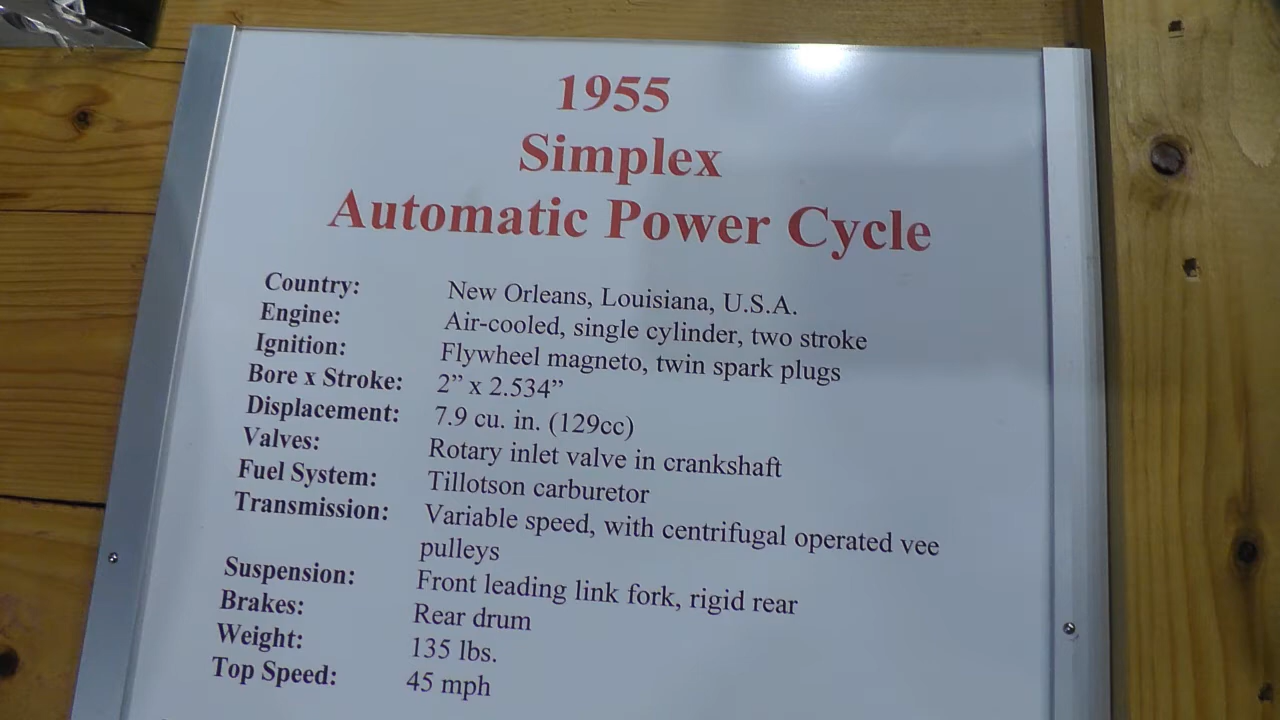 1955
Simplex
Automatic Power Cycle
Country: New Orleans, Louisiana, U.S.A.
Engine: Air-cooled, single cylinder, two stroke
Ignition: Flywheel magneto, twin spark plugs
Bore x Stroke: 2” x 2.534”
Displacement: 7.9 cu. in. (129cc)
Valves: Rotary inlet valve in crankshaft
Fuel System: Tillotson carburetor
Transmission: Variable speed, with centrifugal operated vee
pulleys
Suspension: Front leading link fork, rigid rear
Brakes: Rear drum
Weight: 135 lbs.
Top Speed: 45 mph